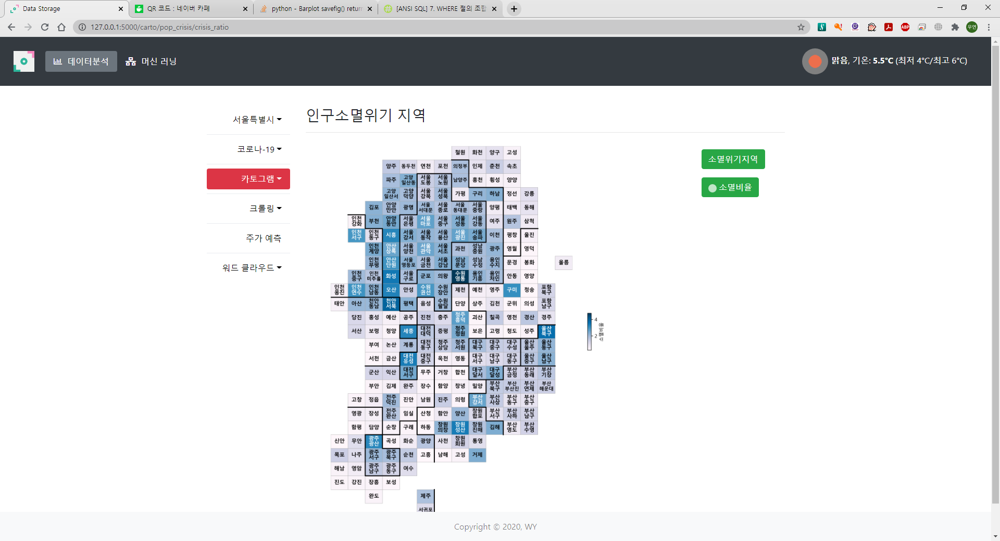 Data Storage
QR 코드 : 네이버 카페
python - Barplot savefig() return
[ANSI SQL] 7. WHERE 절의 조합
127.0.0.1:5000/carto/pop_crisis/crisis_ratio
ABP
우연
데이터분석
머신 러닝
맑음, 기온: 5.5°C (최저 4°C/최고 6°C)
서울특별시
코로나-19
카토그램
크롤링
주가 예측
워드 클라우드
인구소멸위기 지역
소멸위기지역
소멸비율
철원 화천 양구 고성
양주 동두천 연천 포천 의정부 인제 춘천 속초
파주 고양 일산동 서울 도봉 서울 노원 남양주 홍천 횡성 양양
고양 일산서 고양 덕양 서울 강북 서울 성북 가평 구리 하남 정선 강릉
김포 안양 만안 광명 서울 서대문 서울 종로 서울 동대문 서울 중랑 양평 태백 동해
인천 강화 부천 안양 동안 서울 은평 서울 마포 서울 중구 서울 성동 서울 강동 여주 원주 삼척
인천 서구 인천 동구 시흥 서울 강서 서울 동작 서울 용산 서울 광진 서울 송파 이천 평창 울진
인천 계양 안산 상록 서울 양천 서울 관악 서울 서초 과천 성남 중원 광주 영월 영덕
인천 부평 안산 단원 서울 영등포 서울 금천 서울 강남 성남 분당 성남 수정 용인 수지 문경 봉화 울릉
인천 중구 인천 미추홀 화성 서울 구로 군포 의왕 수원 영통 용인 기흥 용인 처인 안동 영양
인천 옹진 인천 연수 인천 남동 오산 안성 수원 권선 수원 장안 제천 예천 영주 구미 청송 포항 북구
태안 아산 천안 동남 천안 서북 평택 음성 수원 팔달 단양 상주 김천 군위 의성 포항 남구
당진 홍성 예산 공주 진천 충주 청주 흥덕 괴산 칠곡 영천 경산 경주
서산 보령 청양 세종 대전 대덕 증평 청주 청원 보은 고령 청도 성주 울산 북구
부여 논산 계룡 대전 동구 청주 상당 청주 서원 대구 북구 대구 중구 대구 수성 울산 울주 울산 동구
서천 금산 대전 유성 대전 중구 옥천 영동 대구 서구 대구 남구 대구 동구 울산 중구 울산 남구
군산 익산 대전 서구 무주 거창 합천 대구 달서 대구 달성 부산 금정 부산 동래 부산 기장
부안 김제 완주 장수 함양 창녕 밀양 부산 북구 부산 부산진 부산 연제 부산 해운대
고창 정읍 전주 덕진 진안 남원 진주 의령 부산 강서 부산 사상 부산 동구 부산 중구
영광 장성 전주 완산 임실 산청 함안 양산 창원 합포 부산 서구 부산 사하 부산 남구
함평 담양 순창 구례 하동 창원 의창 창원 성산 창원 진해 김해 부산 영도 부산 수영
신안 무안 광주 광산 곡성 화순 광양 사천 창원 회원 통영
목포 나주 광주 서구 광주 북구 순천 고흥 남해 고성 거제
해남 영암 광주 남구 광주 동구 여수
진도 강진 장흥 보성
완도 제주
서귀포
4
2
소멸비율
Copyright © 2020, WY